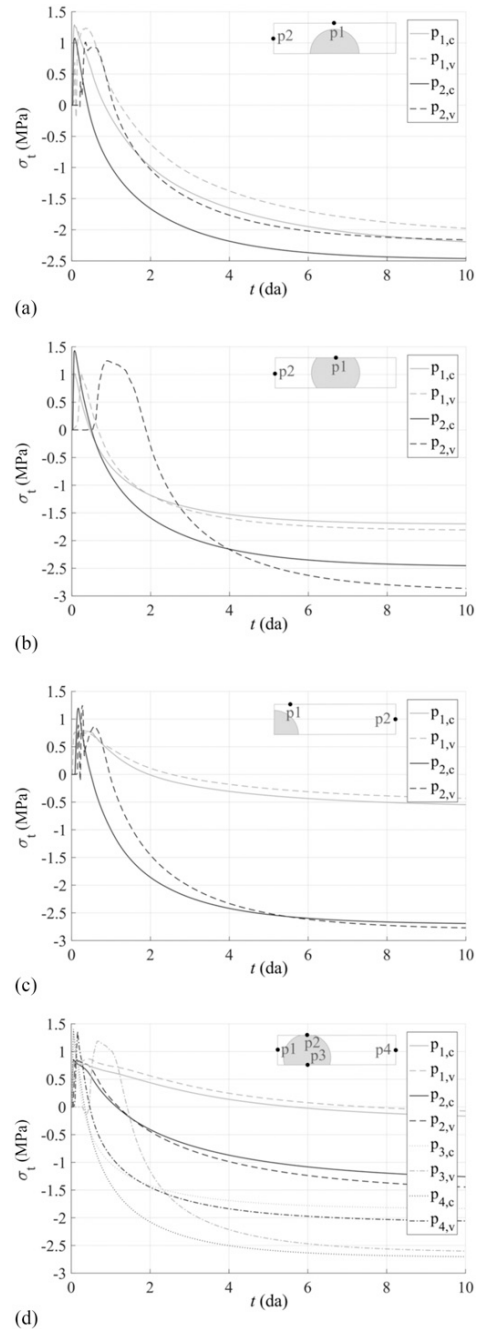 1.5
1
0.5
0
-0.5
-1
-1.5
-2
-2.5
0
2
4
6
8
10
σt (MPa)
t (da)
p1
p2
p1,c
p1,v
p2,c
p2,v
(a)
1.5
1
0.5
0
-0.5
-1
-1.5
-2
-2.5
-3
0
2
4
6
8
10
σt (MPa)
t (da)
p2
p1
p1,c
p1,v
p2,c
p2,v
(b)
1.5
1
0.5
0
-0.5
-1
-1.5
-2
-2.5
-3
0
2
4
6
8
10
σt (MPa)
t (da)
p1
p2
p1,c
p1,v
p2,c
p2,v
(c)
1.5
1
0.5
0
-0.5
-1
-1.5
-2
-2.5
-3
0
2
4
6
8
10
σt (MPa)
t (da)
p1
p2
p3
p4
p1,c
p1,v
p2,c
p2,v
p3,c
p3,v
p4,c
p4,v
(d)